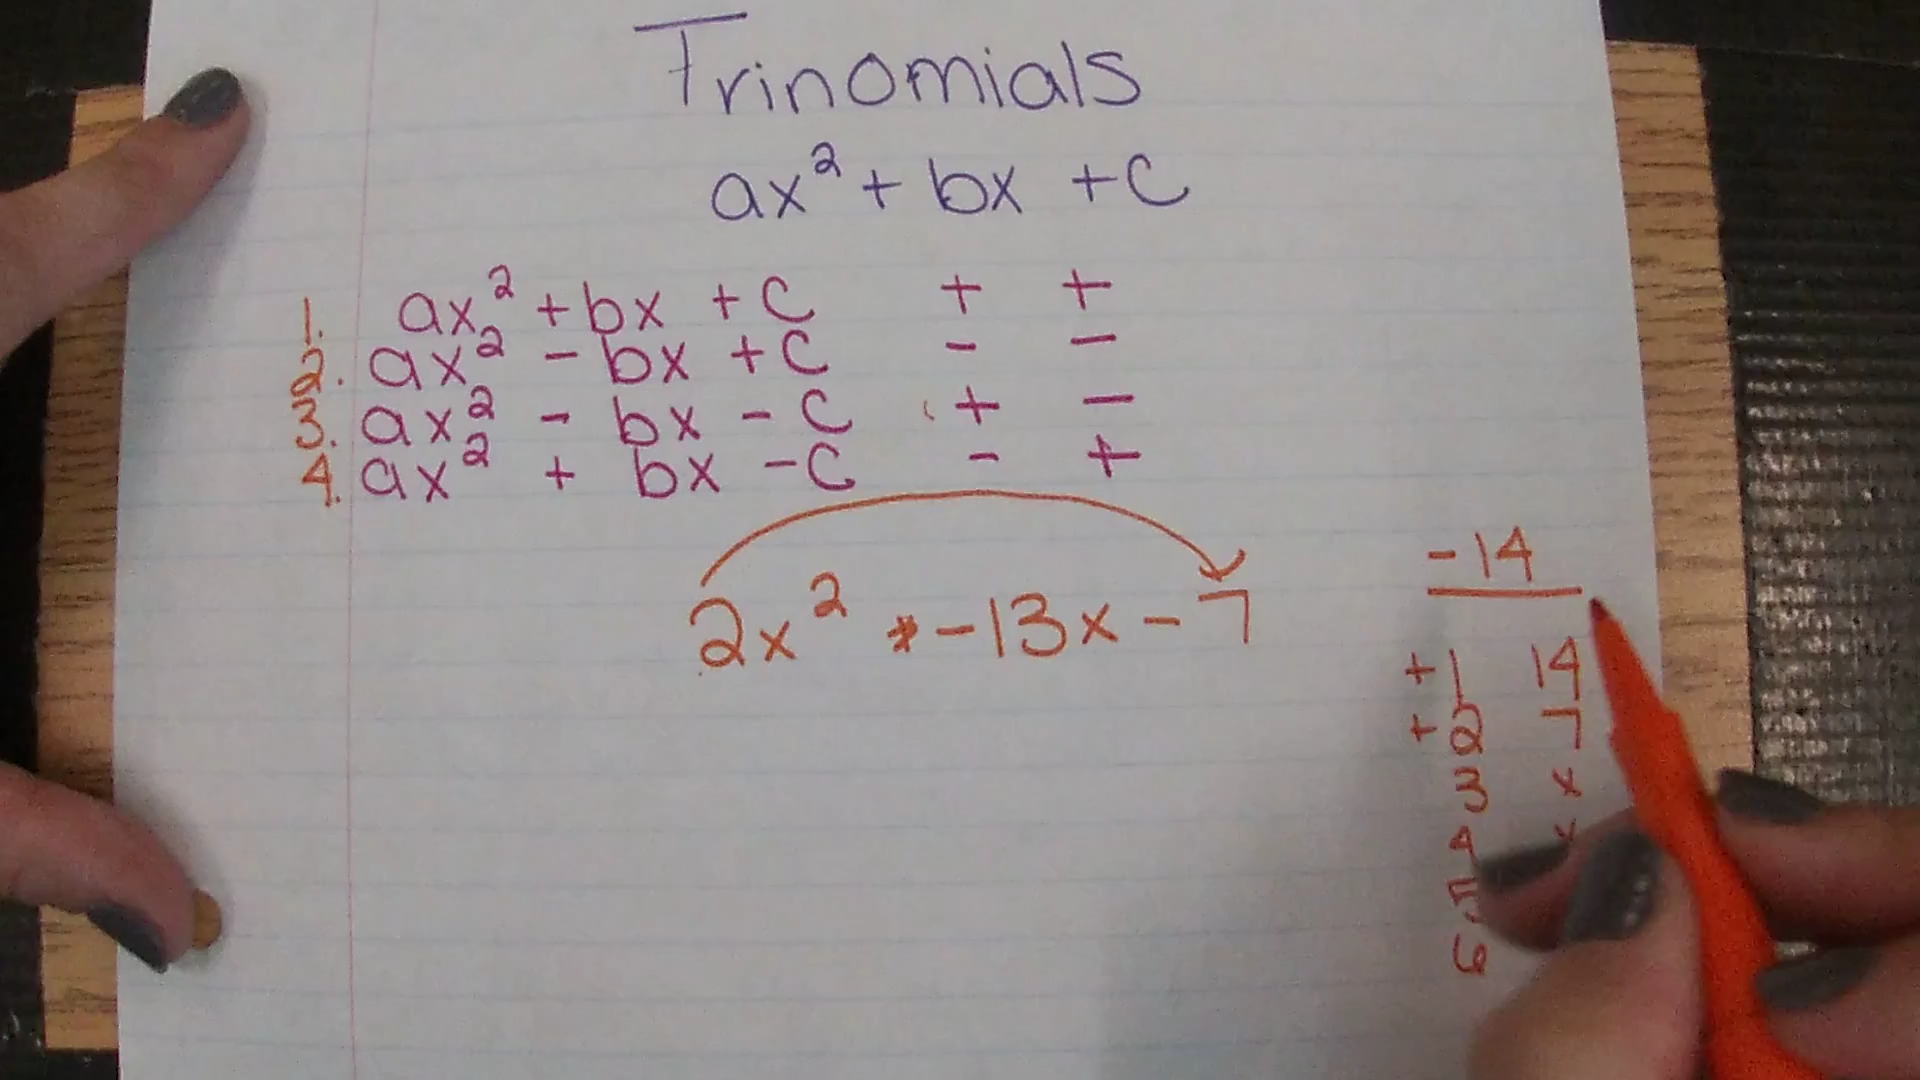 Trinomials
ax² + bx + c
1. ax² + bx + c + +
2. ax² - bx + c - -
3. ax² - bx - c + -
4. ax² + bx - c - +
2x² - 13x - 7
-14
+1 14
+2 7
3 x
4 x
5
6